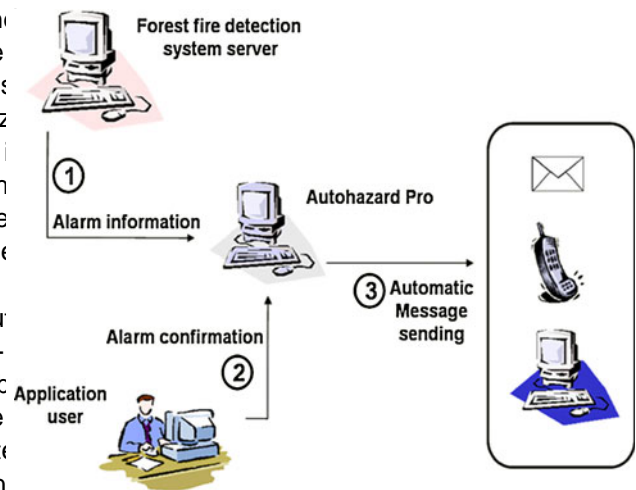 Forest fire detection
system server
1
Alarm information
Autohazard Pro
3 Automatic
Message
sending
Alarm confirmation
2
Application
user